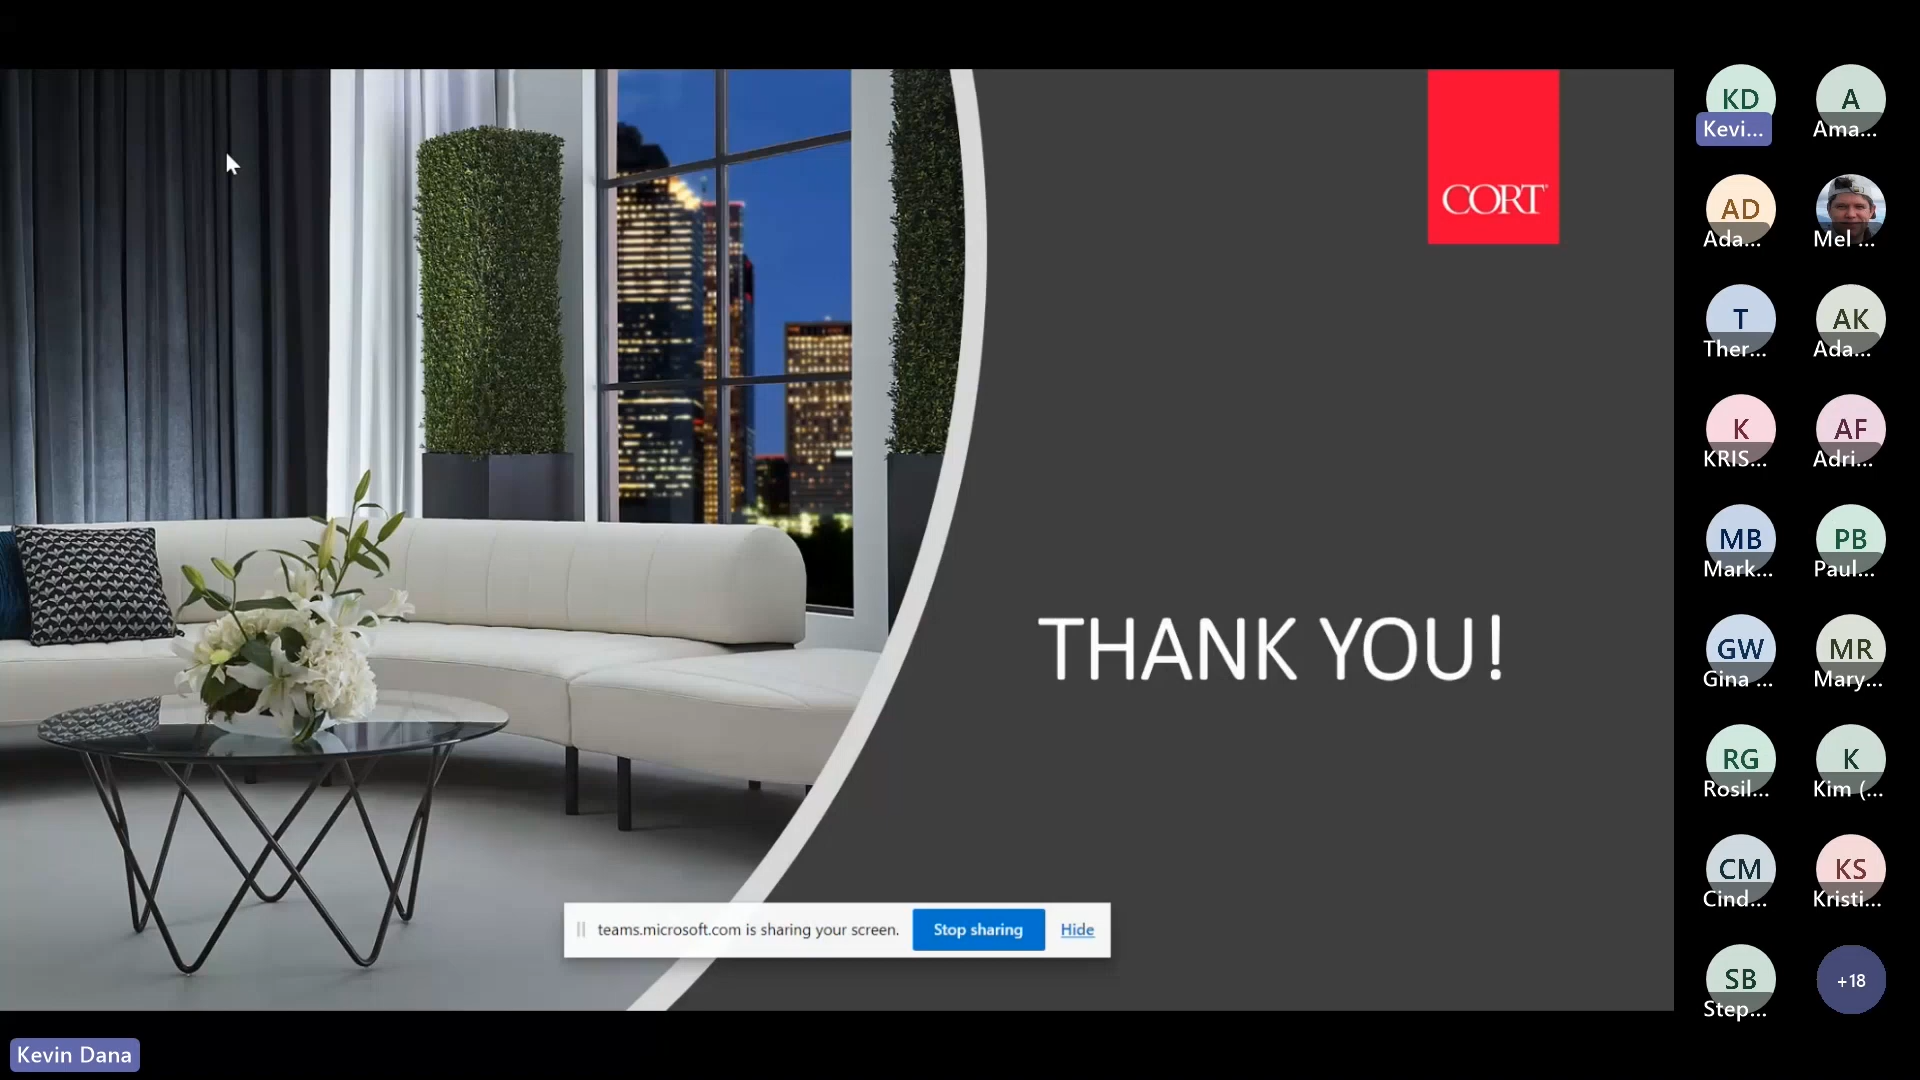 CORT
THANK YOU!
teams.microsoft.com is sharing your screen.
Stop sharing
Hide
Kevin Dana
KD
Kevi...
A
Ama...
AD
Ada...
Mel ...
T
Ther...
AK
Ada...
K
KRIS...
AF
Adri...
MB
Mark...
PB
Paul...
GW
Gina ...
MR
Mary...
RG
Rosil...
K
Kim (...
CM
Cind...
KS
Kristi...
SB
Step...
+18